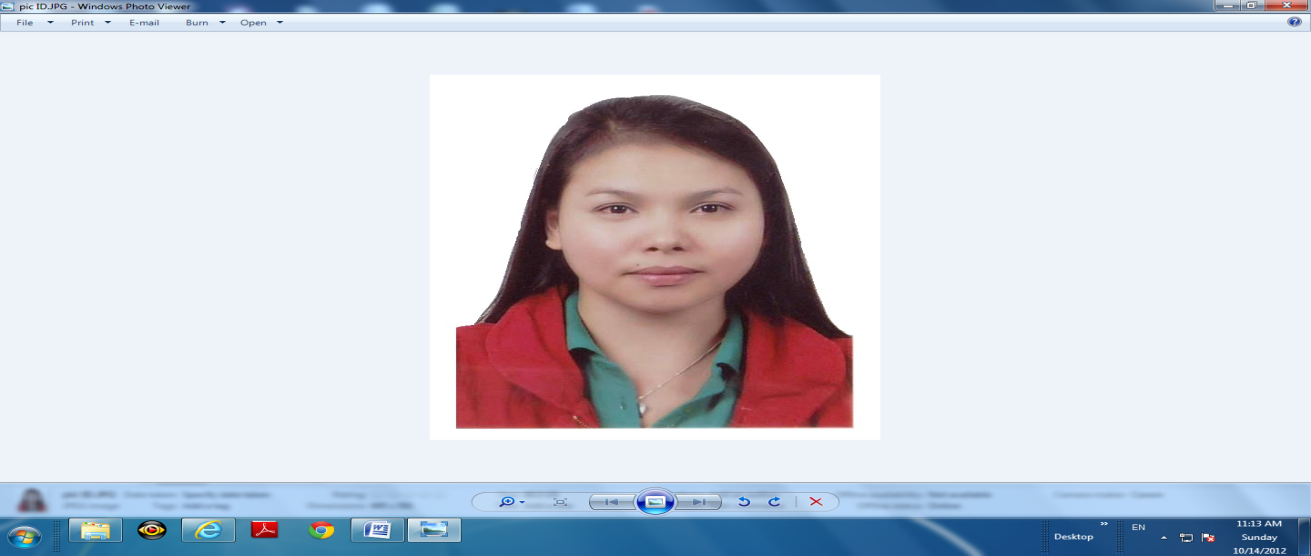 pic ID.JPG - Windows Photo Viewer
File Print E-mail Burn Open
Desktop
EN
11:13 AM
Sunday
10/14/2012